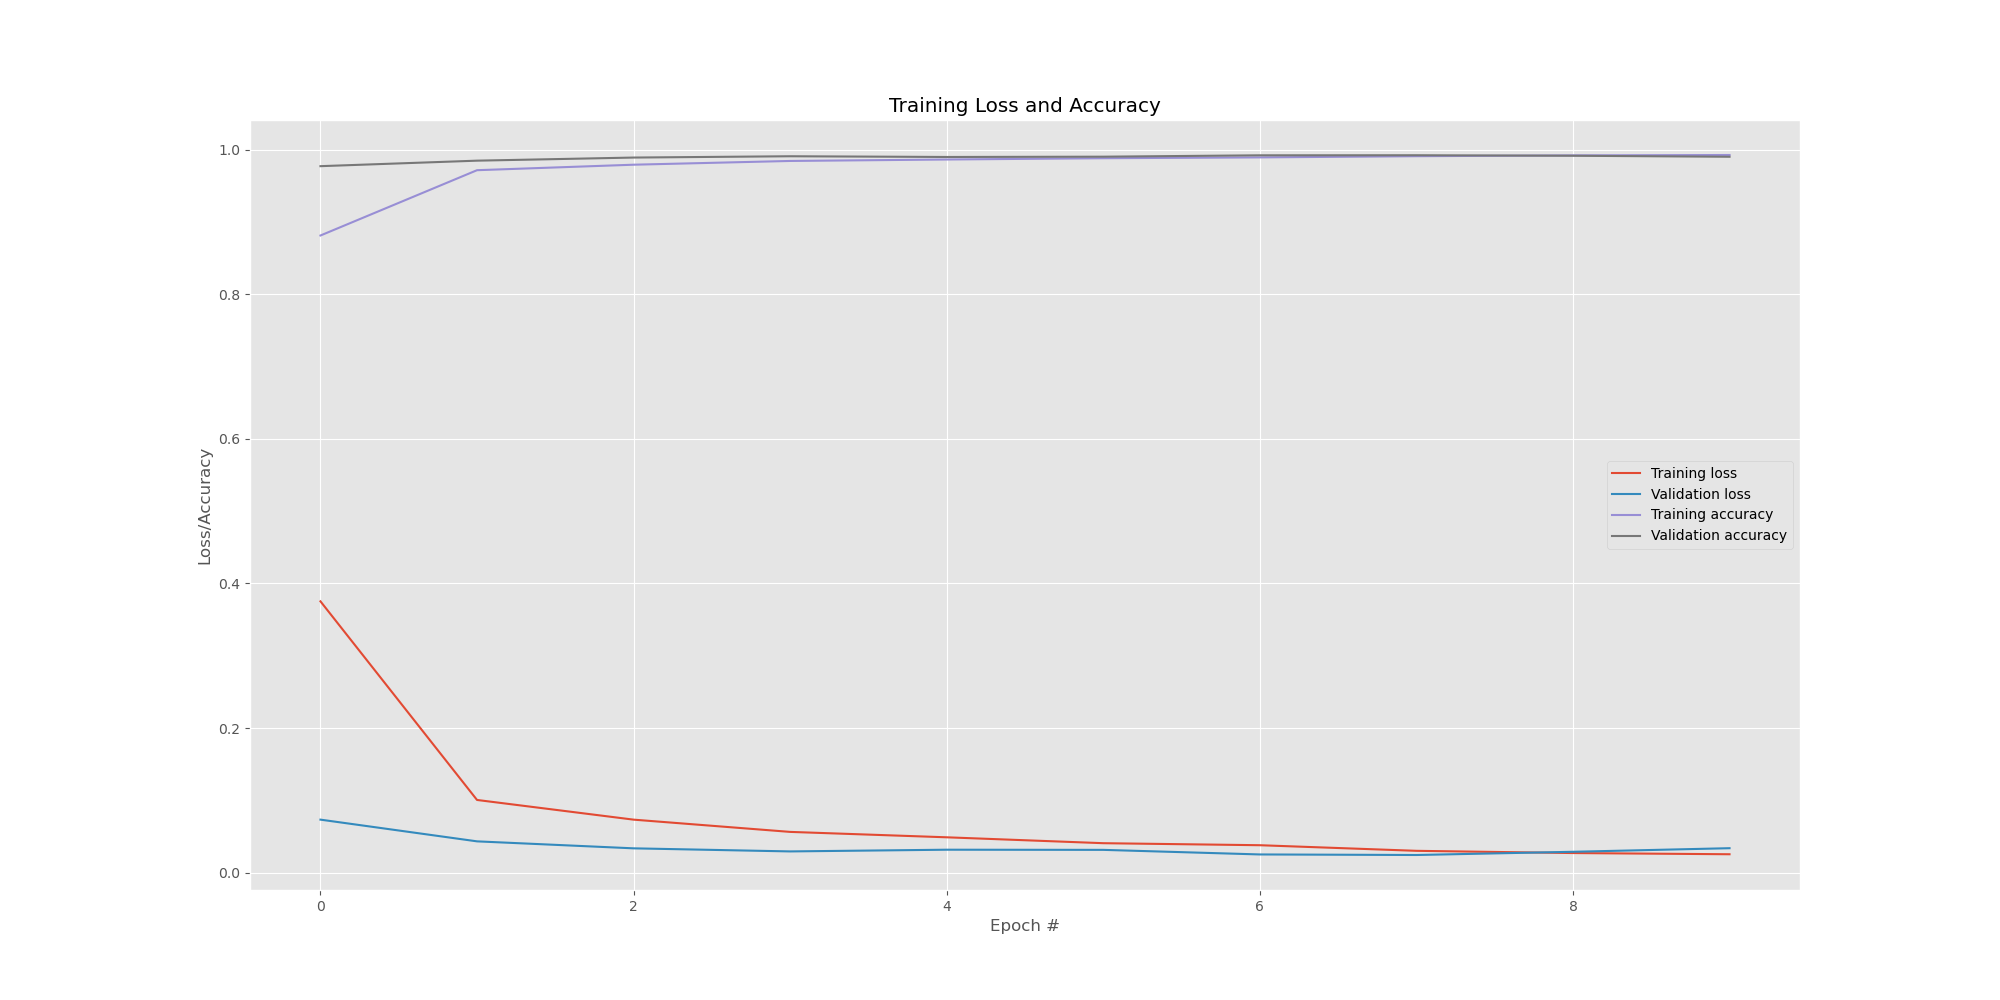 Training Loss and Accuracy
1.0
0.8
0.6
0.4
0.2
0.0
Loss/Accuracy
Training loss
Validation loss
Training accuracy
Validation accuracy
0 2 4 6 8
Epoch #